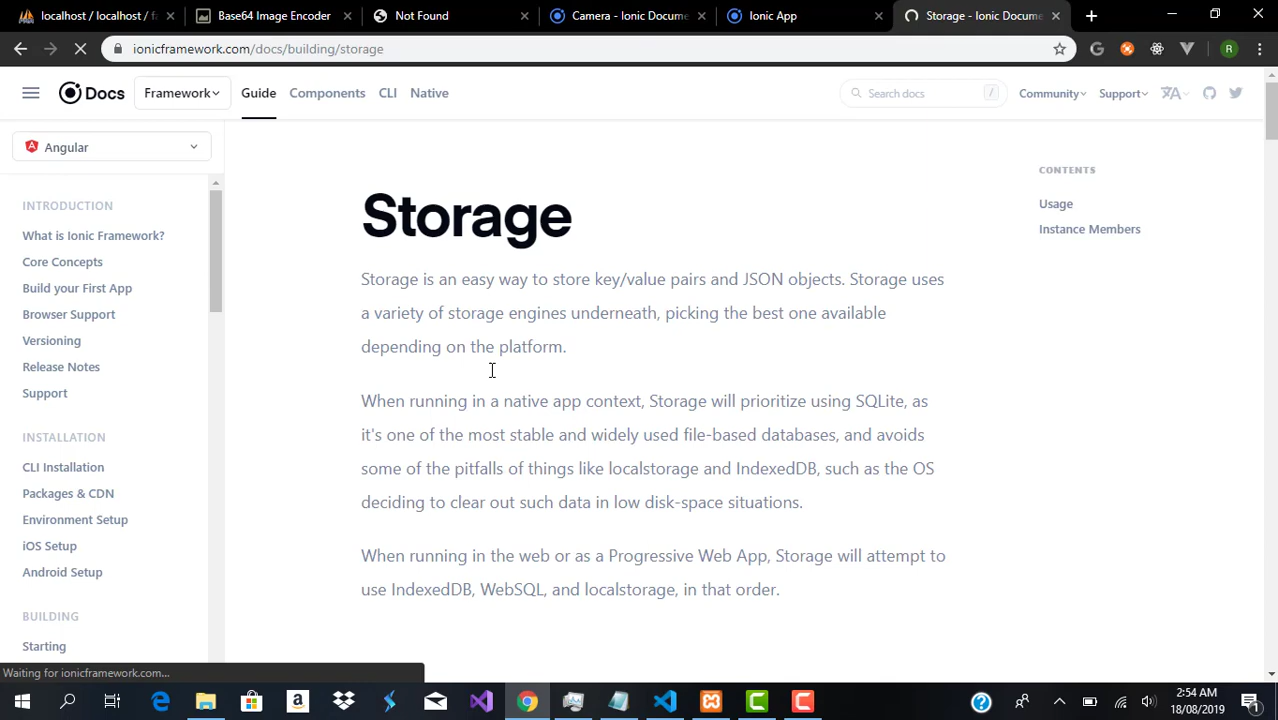 localhost / localhost / f
Base64 Image Encoder
Not Found
Camera - Ionic Docume
Ionic App
Storage - Ionic Docume
ionicframework.com/docs/building/storage
R
Docs
Framework
Guide
Components
CLI
Native
Search docs
/
Community
Support
Angular
INTRODUCTION
What is Ionic Framework?
Core Concepts
Build your First App
Browser Support
Versioning
Release Notes
Support
INSTALLATION
CLI Installation
Packages & CDN
Environment Setup
iOS Setup
Android Setup
BUILDING
Starting
Storage
Storage is an easy way to store key/value pairs and JSON objects. Storage uses
a variety of storage engines underneath, picking the best one available
depending on the platform.
When running in a native app context, Storage will prioritize using SQLite, as
it's one of the most stable and widely used file-based databases, and avoids
some of the pitfalls of things like localstorage and IndexedDB, such as the OS
deciding to clear out such data in low disk-space situations.
When running in the web or as a Progressive Web App, Storage will attempt to
use IndexedDB, WebSQL, and localstorage, in that order.
CONTENTS
Usage
Instance Members
Waiting for ionicframework.com...
2:54 AM
18/08/2019